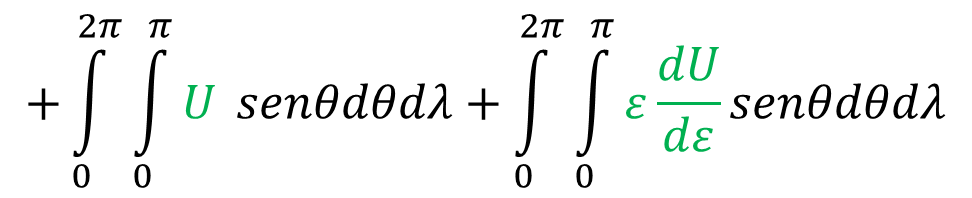 + ∫₀^{2π} ∫₀^{π} U senθdθdλ + ∫₀^{2π} ∫₀^{π} ε dU/dε senθdθdλ